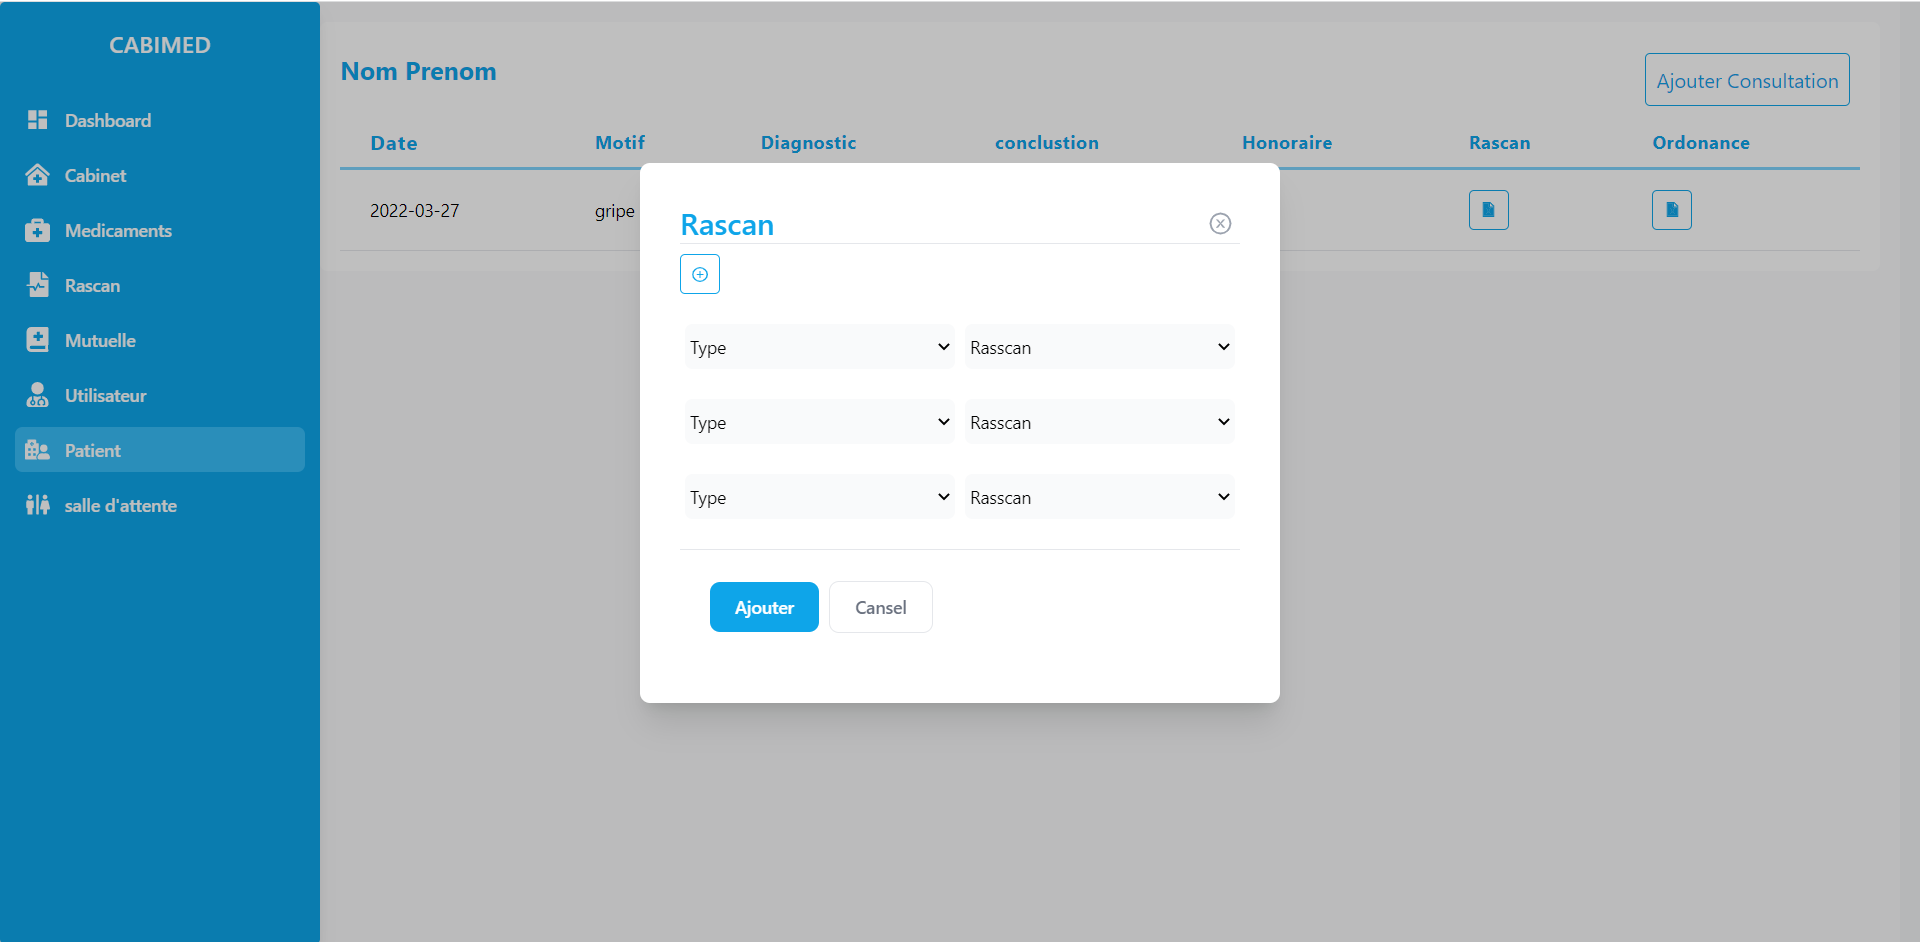 CABIMED
Dashboard
Cabinet
Medicaments
Rascan
Mutuelle
Utilisateur
Patient
salle d'attente
Nom Prenom
Ajouter Consultation
Date Motif Diagnostic conclustion Honoraire Rascan Ordonance
2022-03-27 gripe
Rascan
Type Rasscan
Type Rasscan
Type Rasscan
Ajouter Cansel